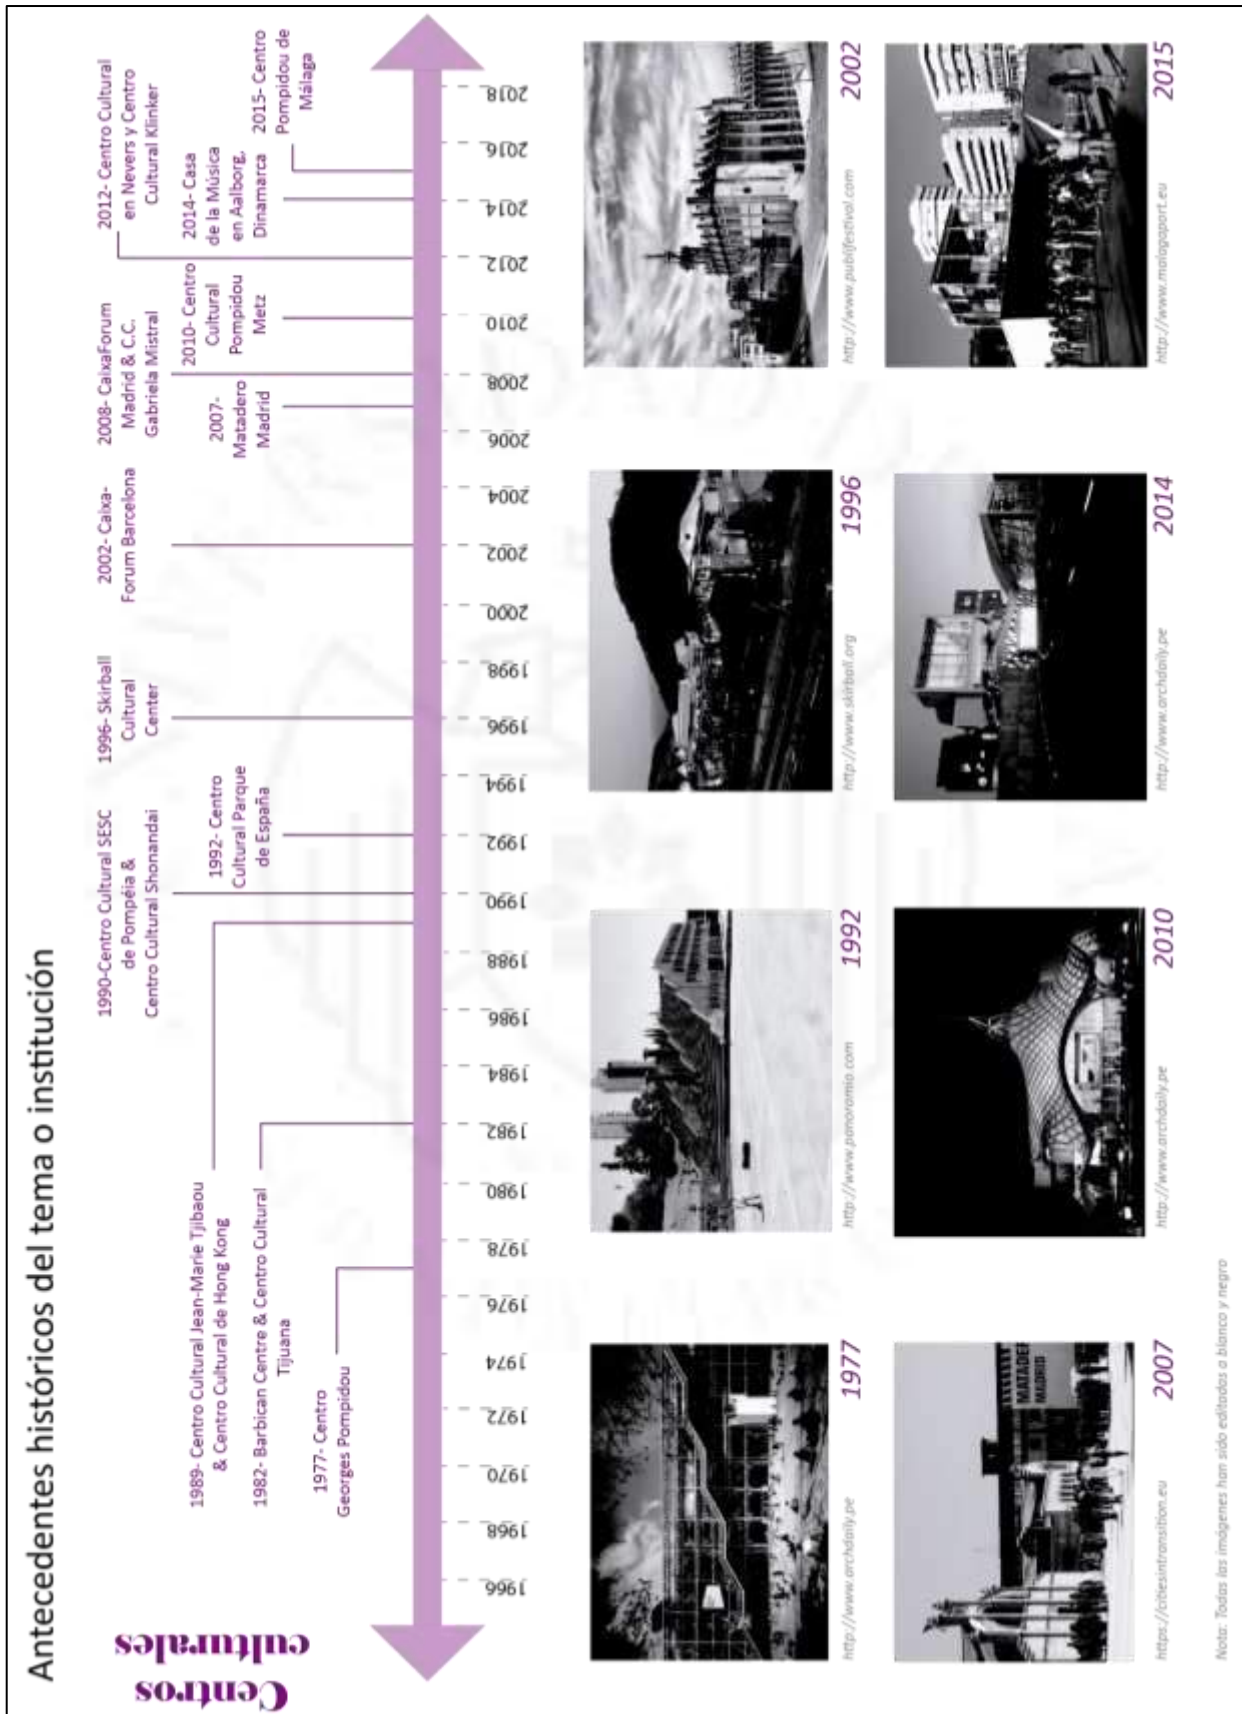 Antecedentes históricos del tema o institución
Centros
culturales
1989- Centro Cultural Jean-Marie Tjibaou
& Centro Cultural de Hong Kong
1982- Barbican Centre & Centro Cultural
Tijuana
1977- Centro
Georges Pompidou
1990-Centro Cultural SESC
de Pompéia &
Centro Cultural Shonandai
1992- Centro
Cultural Parque
de España
1996- Skirball
Cultural
Center
2002- Caixa-
Forum Barcelona
2008- CaixaForum
Madrid & C.C.
Gabriela Mistral
2007-
Matadero
Madrid
2010- Centro
Cultural
Pompidou
Metz
2012- Centro Cultural
en Nevers y Centro
Cultural Klinker
2014- Casa
de la Música
en Aalborg,
Dinamarca
2015- Centro
Pompidou de
Málaga
1966
1968
1970
1972
1974
1976
1978
1980
1982
1984
1986
1988
1990
1992
1994
1996
1998
2000
2002
2004
2006
2008
2010
2012
2014
2016
2018
http://www.archdaily.pe
1977
http://www.panoramio.com
1992
http://www.skirball.org
1996
http://www.publifestival.com
2002
MATADER
MADRID
https://citiesintransition.eu
2007
http://www.archdaily.pe
2010
http://www.archdaily.pe
2014
http://www.malagaport.eu
2015
Nota: Todas las imágenes han sido editadas a blanco y negro